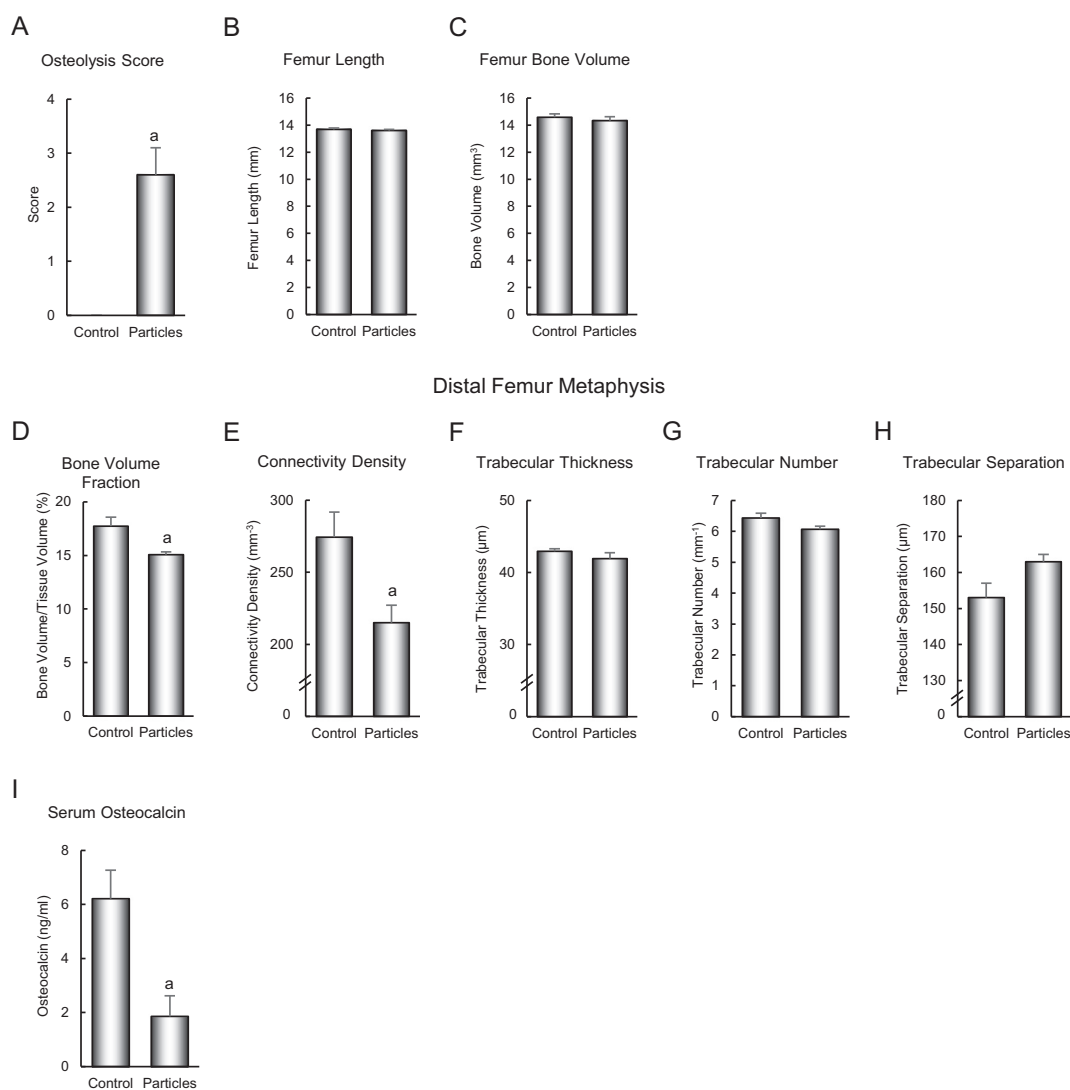 A
Osteolysis Score
4
3
2
1
0
Score
a
Control Particles
B
Femur Length
16
14
12
10
8
6
4
2
0
Femur Length (mm)
Control Particles
C
Femur Bone Volume
16
14
12
10
8
6
4
2
0
Bone Volume (mm³)
Control Particles
Distal Femur Metaphysis
D
Bone Volume
Fraction
20
15
10
5
0
Bone Volume/Tissue Volume (%)
a
Control Particles
E
Connectivity Density
300
250
200
0
Connectivity Density (mm⁻³)
a
Control Particles
F
Trabecular Thickness
50
40
30
0
Trabecular Thickness (μm)
Control Particles
G
Trabecular Number
7
6
5
4
3
2
1
0
Trabecular Number (mm⁻¹)
Control Particles
H
Trabecular Separation
180
170
160
150
140
130
0
Trabecular Separation (μm)
Control Particles
I
Serum Osteocalcin
8
6
4
2
0
Osteocalcin (ng/ml)
a
Control Particles